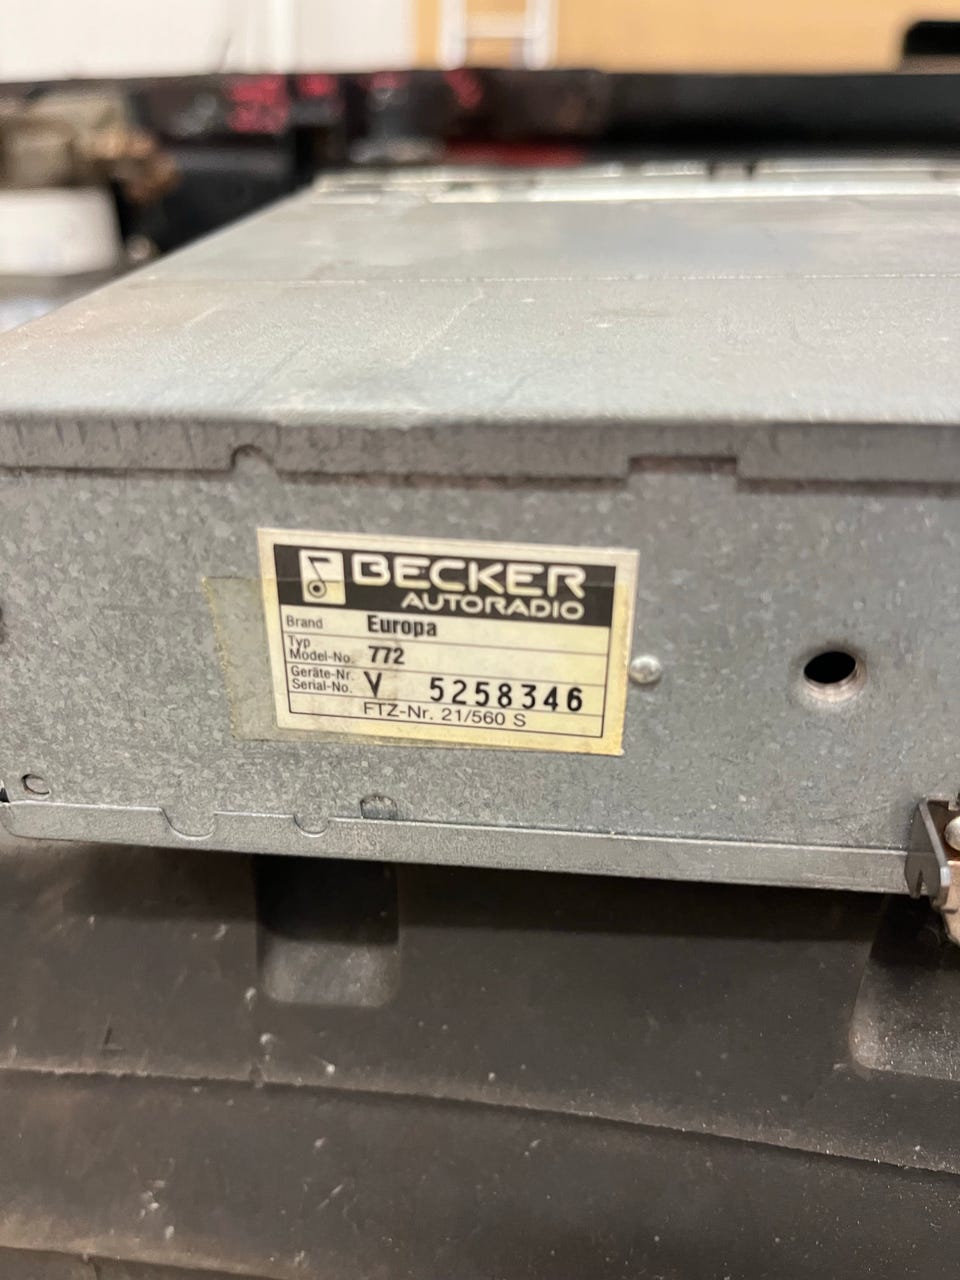 BECKER
AUTORADIO
Brand Europa
Typ
Model-No. 772
Geräte-Nr.
Serial-No. V 5258346
FTZ-Nr. 21/560 S